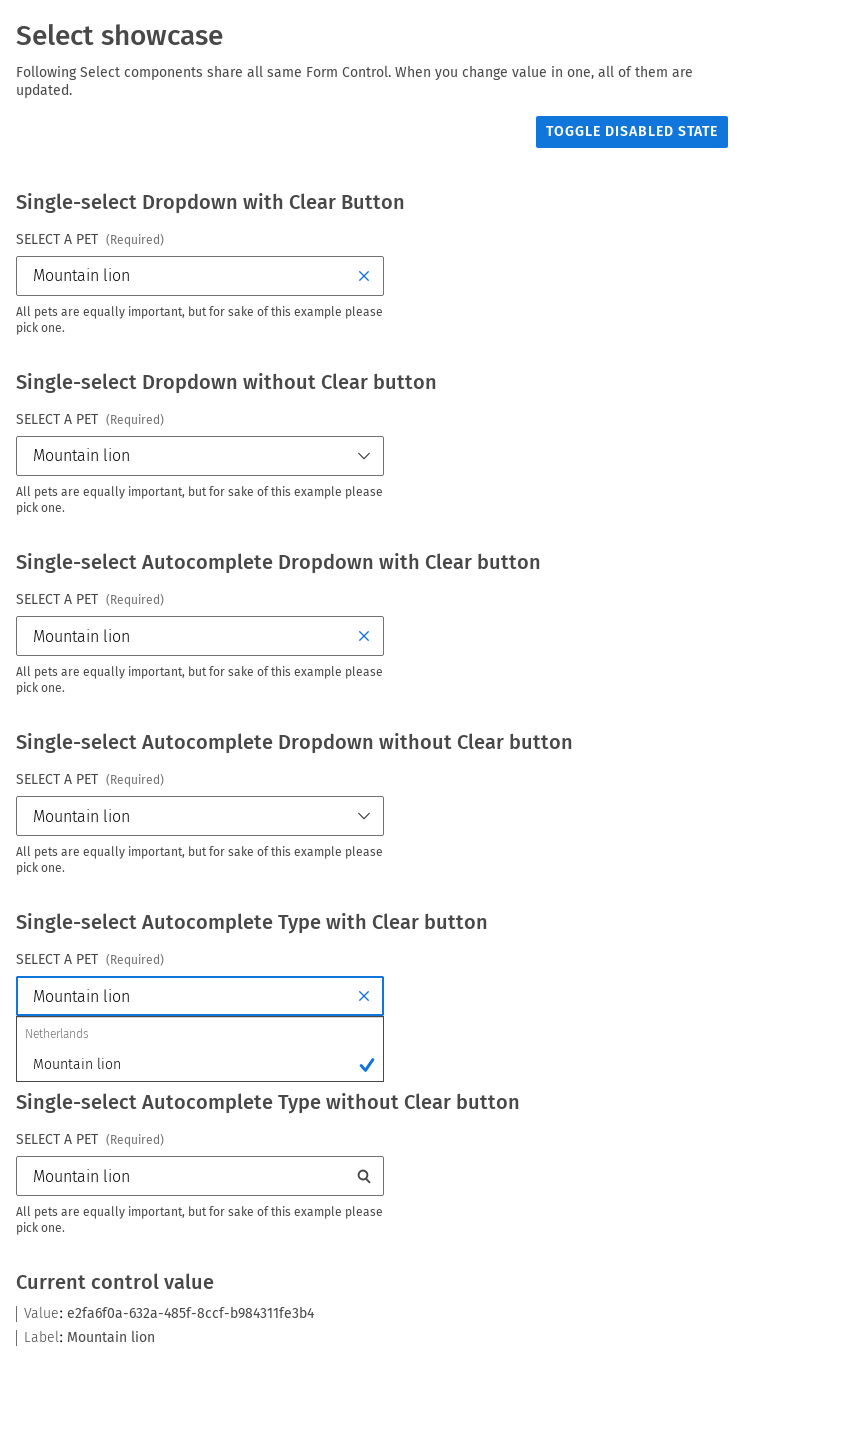 Select showcase
Following Select components share all same Form Control. When you change value in one, all of them are
updated.
TOGGLE DISABLED STATE
Single-select Dropdown with Clear Button
SELECT A PET (Required)
Mountain lion
All pets are equally important, but for sake of this example please
pick one.
Single-select Dropdown without Clear button
SELECT A PET (Required)
Mountain lion
All pets are equally important, but for sake of this example please
pick one.
Single-select Autocomplete Dropdown with Clear button
SELECT A PET (Required)
Mountain lion
All pets are equally important, but for sake of this example please
pick one.
Single-select Autocomplete Dropdown without Clear button
SELECT A PET (Required)
Mountain lion
All pets are equally important, but for sake of this example please
pick one.
Single-select Autocomplete Type with Clear button
SELECT A PET (Required)
Mountain lion
Netherlands
Mountain lion
Single-select Autocomplete Type without Clear button
SELECT A PET (Required)
Mountain lion
All pets are equally important, but for sake of this example please
pick one.
Current control value
Value: e2fa6f0a-632a-485f-8ccf-b984311fe3b4
Label: Mountain lion